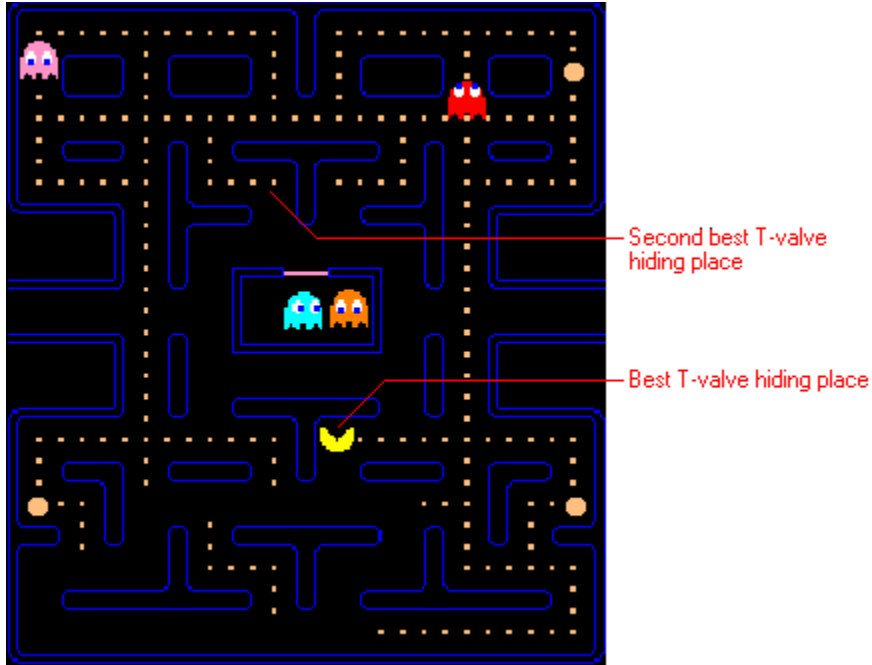 Second best T-valve
hiding place
Best T-valve hiding place